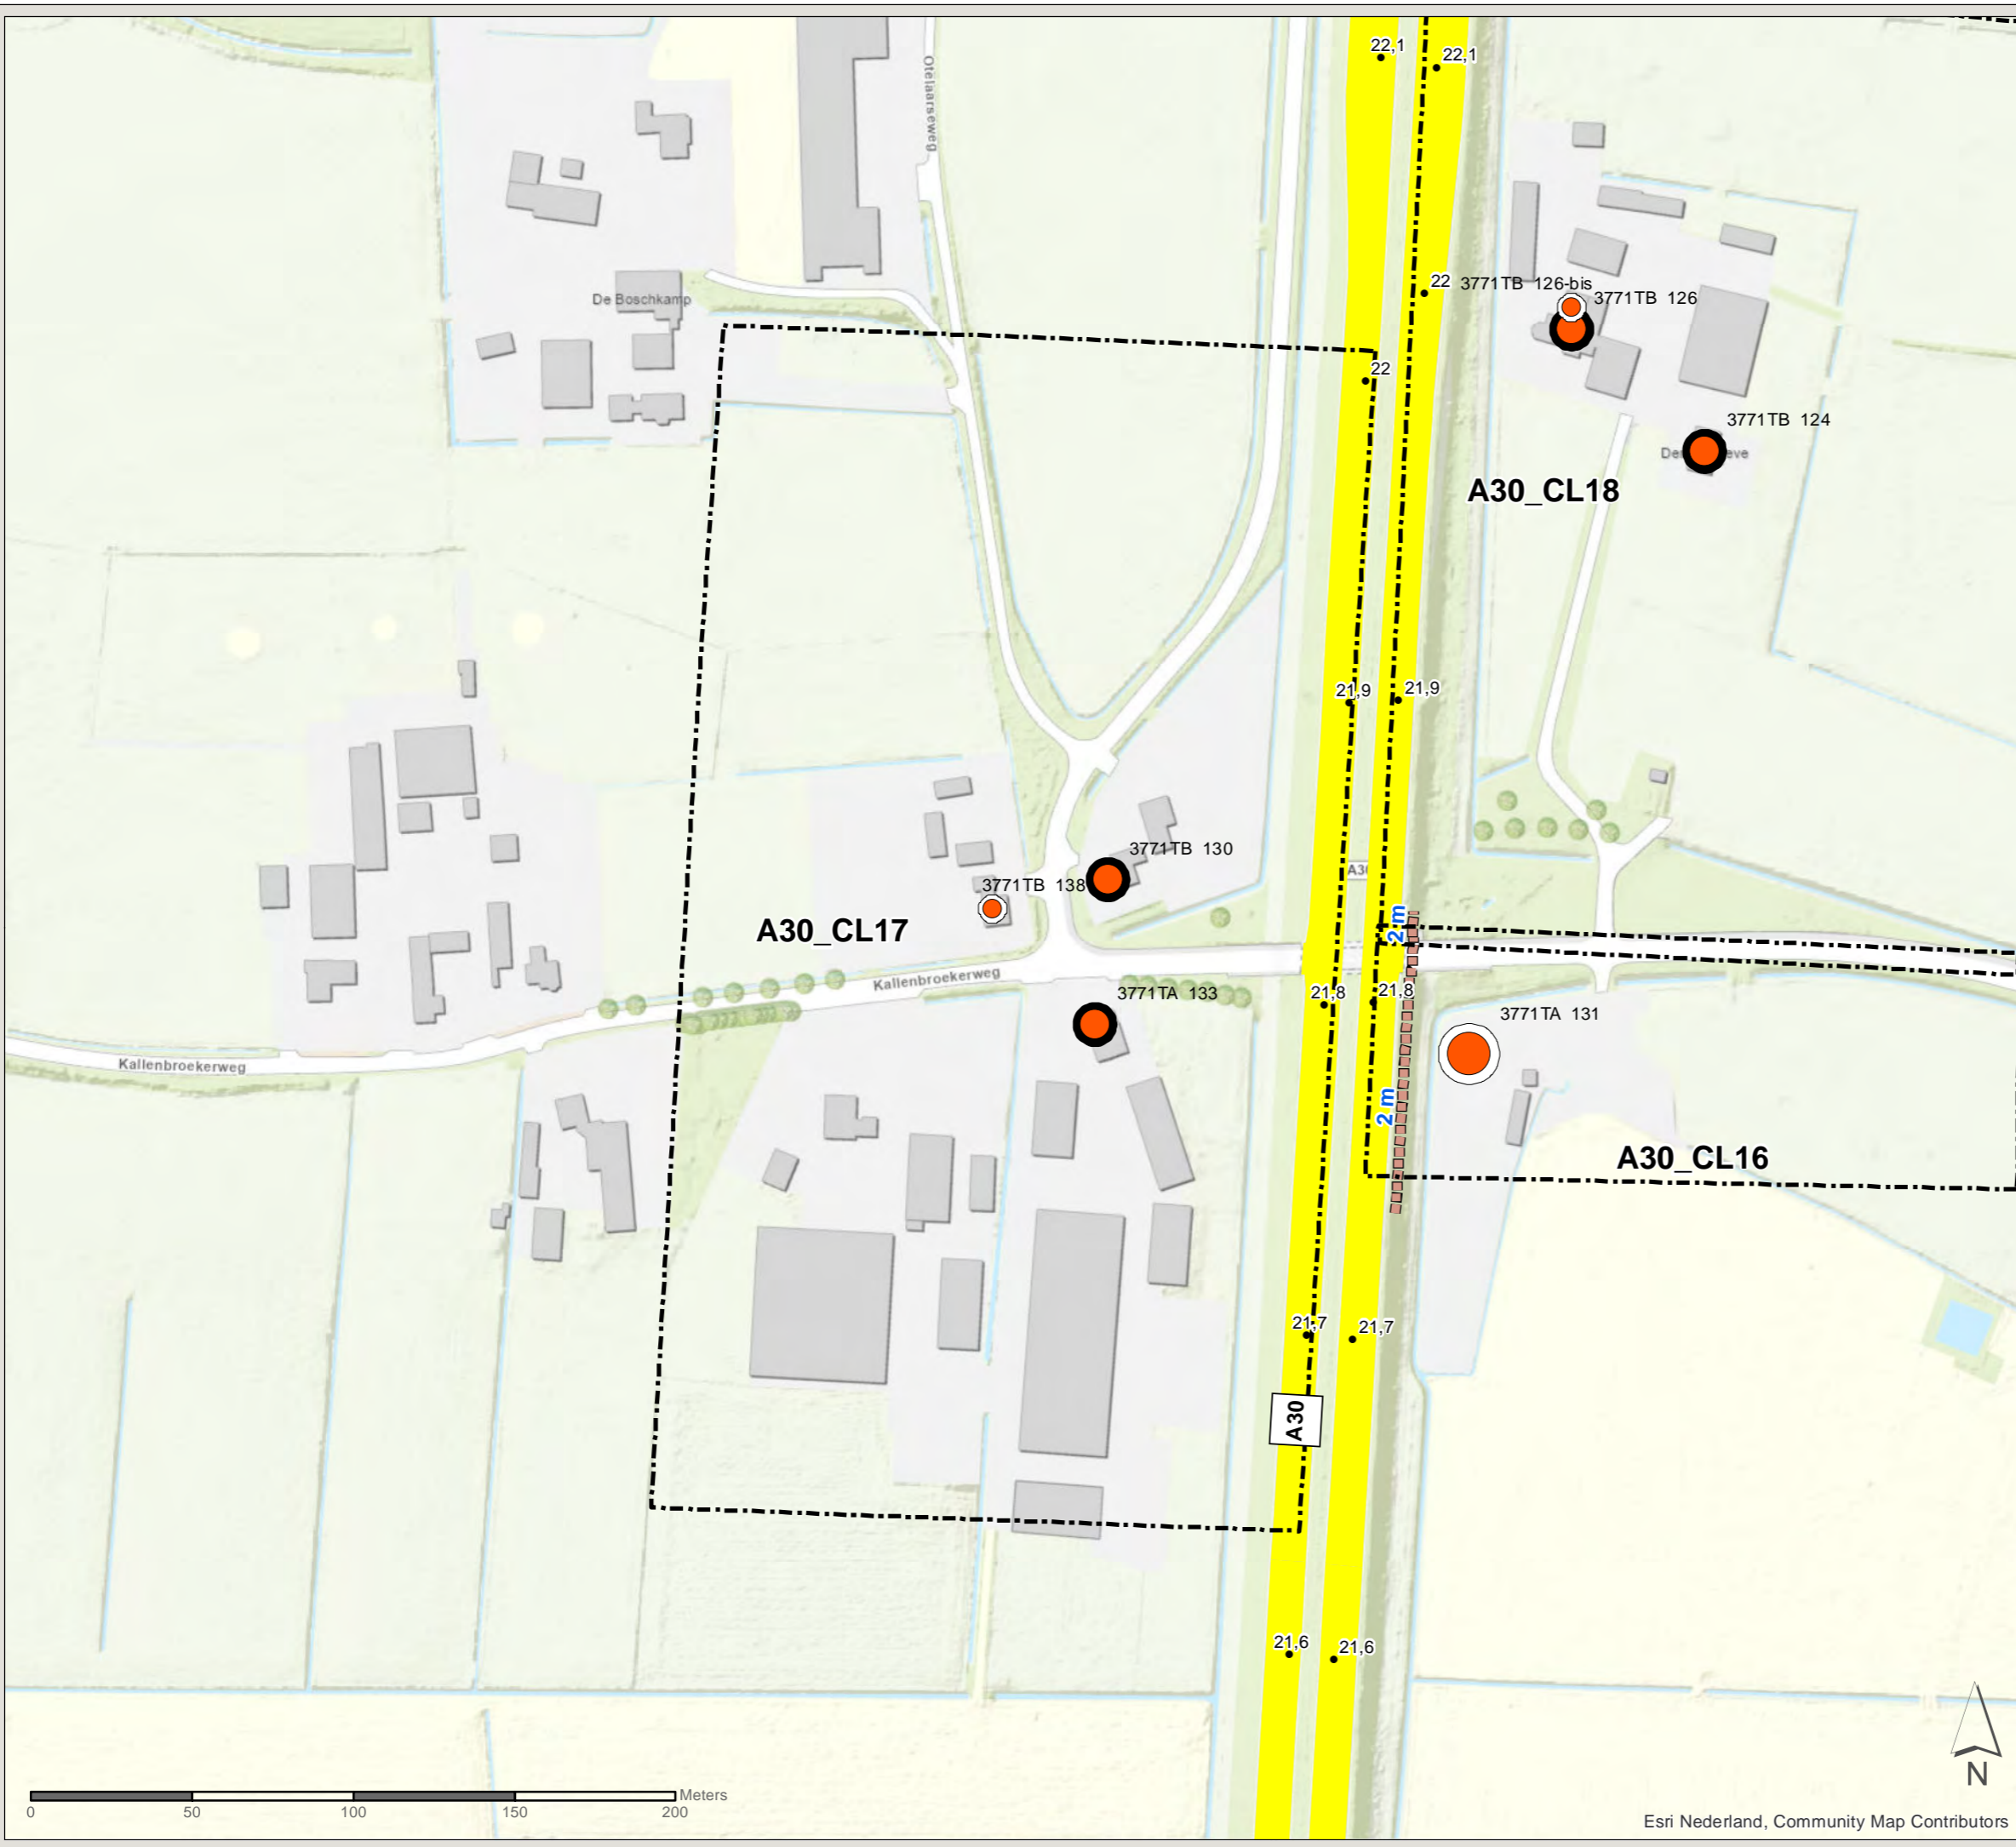 22,1
22,1
Otelaarseweg
De Boschkamp
22
3771TB 126-bis
3771TB 126
22
3771TB 124
A30_CL18
21,9
21,9
3771TB 130
3771TB 138
A30_CL17
2 m
Kallenbroekerweg
3771TA 133
21,8
21,8
3771TA 131
Kallenbroekerweg
2 m
A30_CL16
21,7
21,7
A30
21,6
21,6
N
0
50
100
150
200
Meters
Esri Nederland, Community Map Contributors